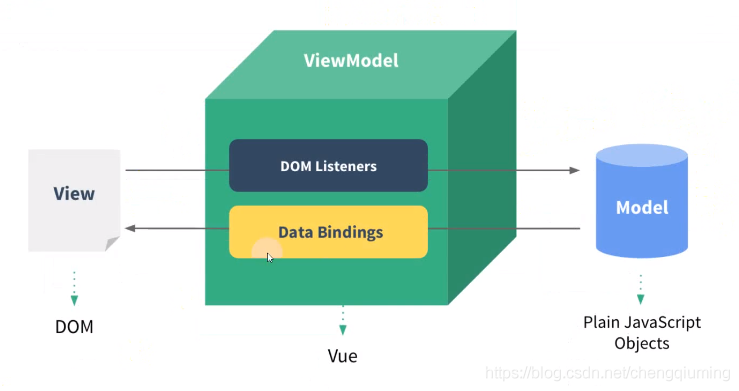 ViewModel
DOM Listeners
View
Model
Data Bindings
DOM
Vue
Plain JavaScript
Objects
https://blog.csdn.net/chengqiuming